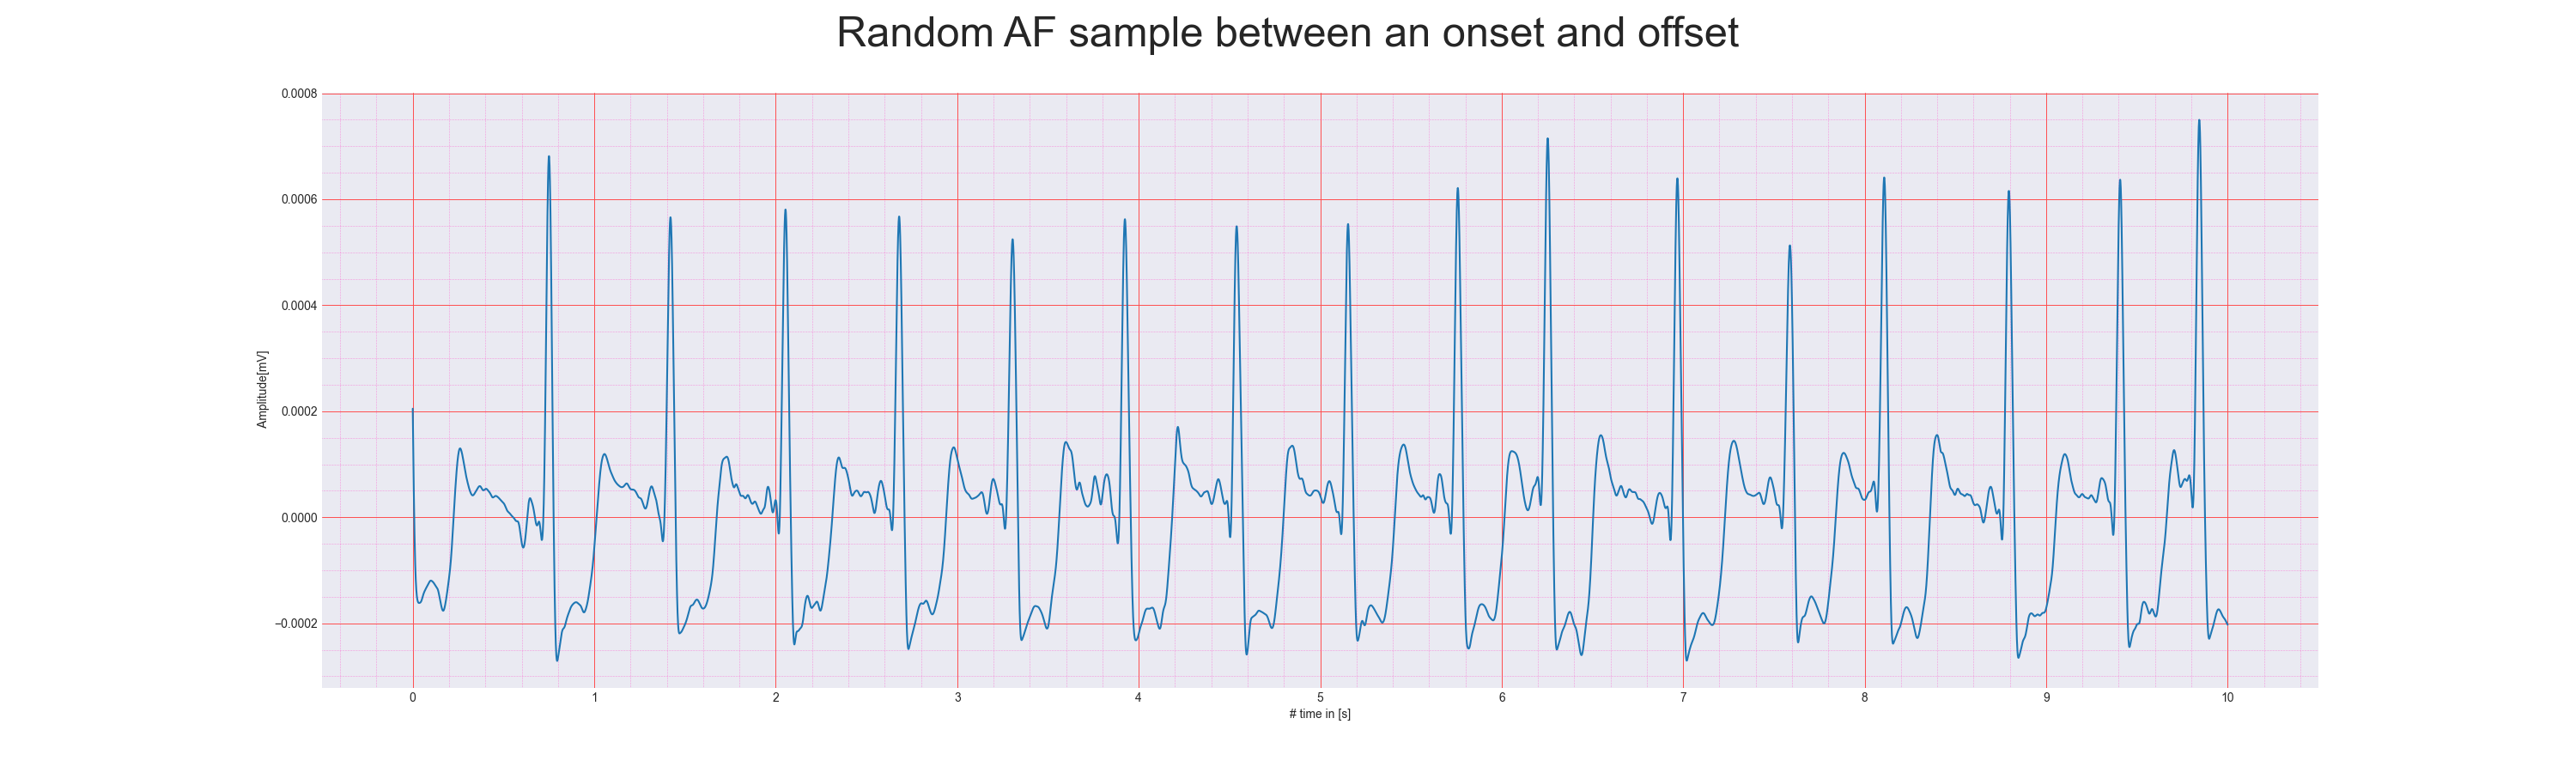 Random AF sample between an onset and offset
0.0008
0.0006
0.0004
0.0002
0.0000
−0.0002
Amplitude[mV]
0 1 2 3 4 5 6 7 8 9 10
# time in [s]